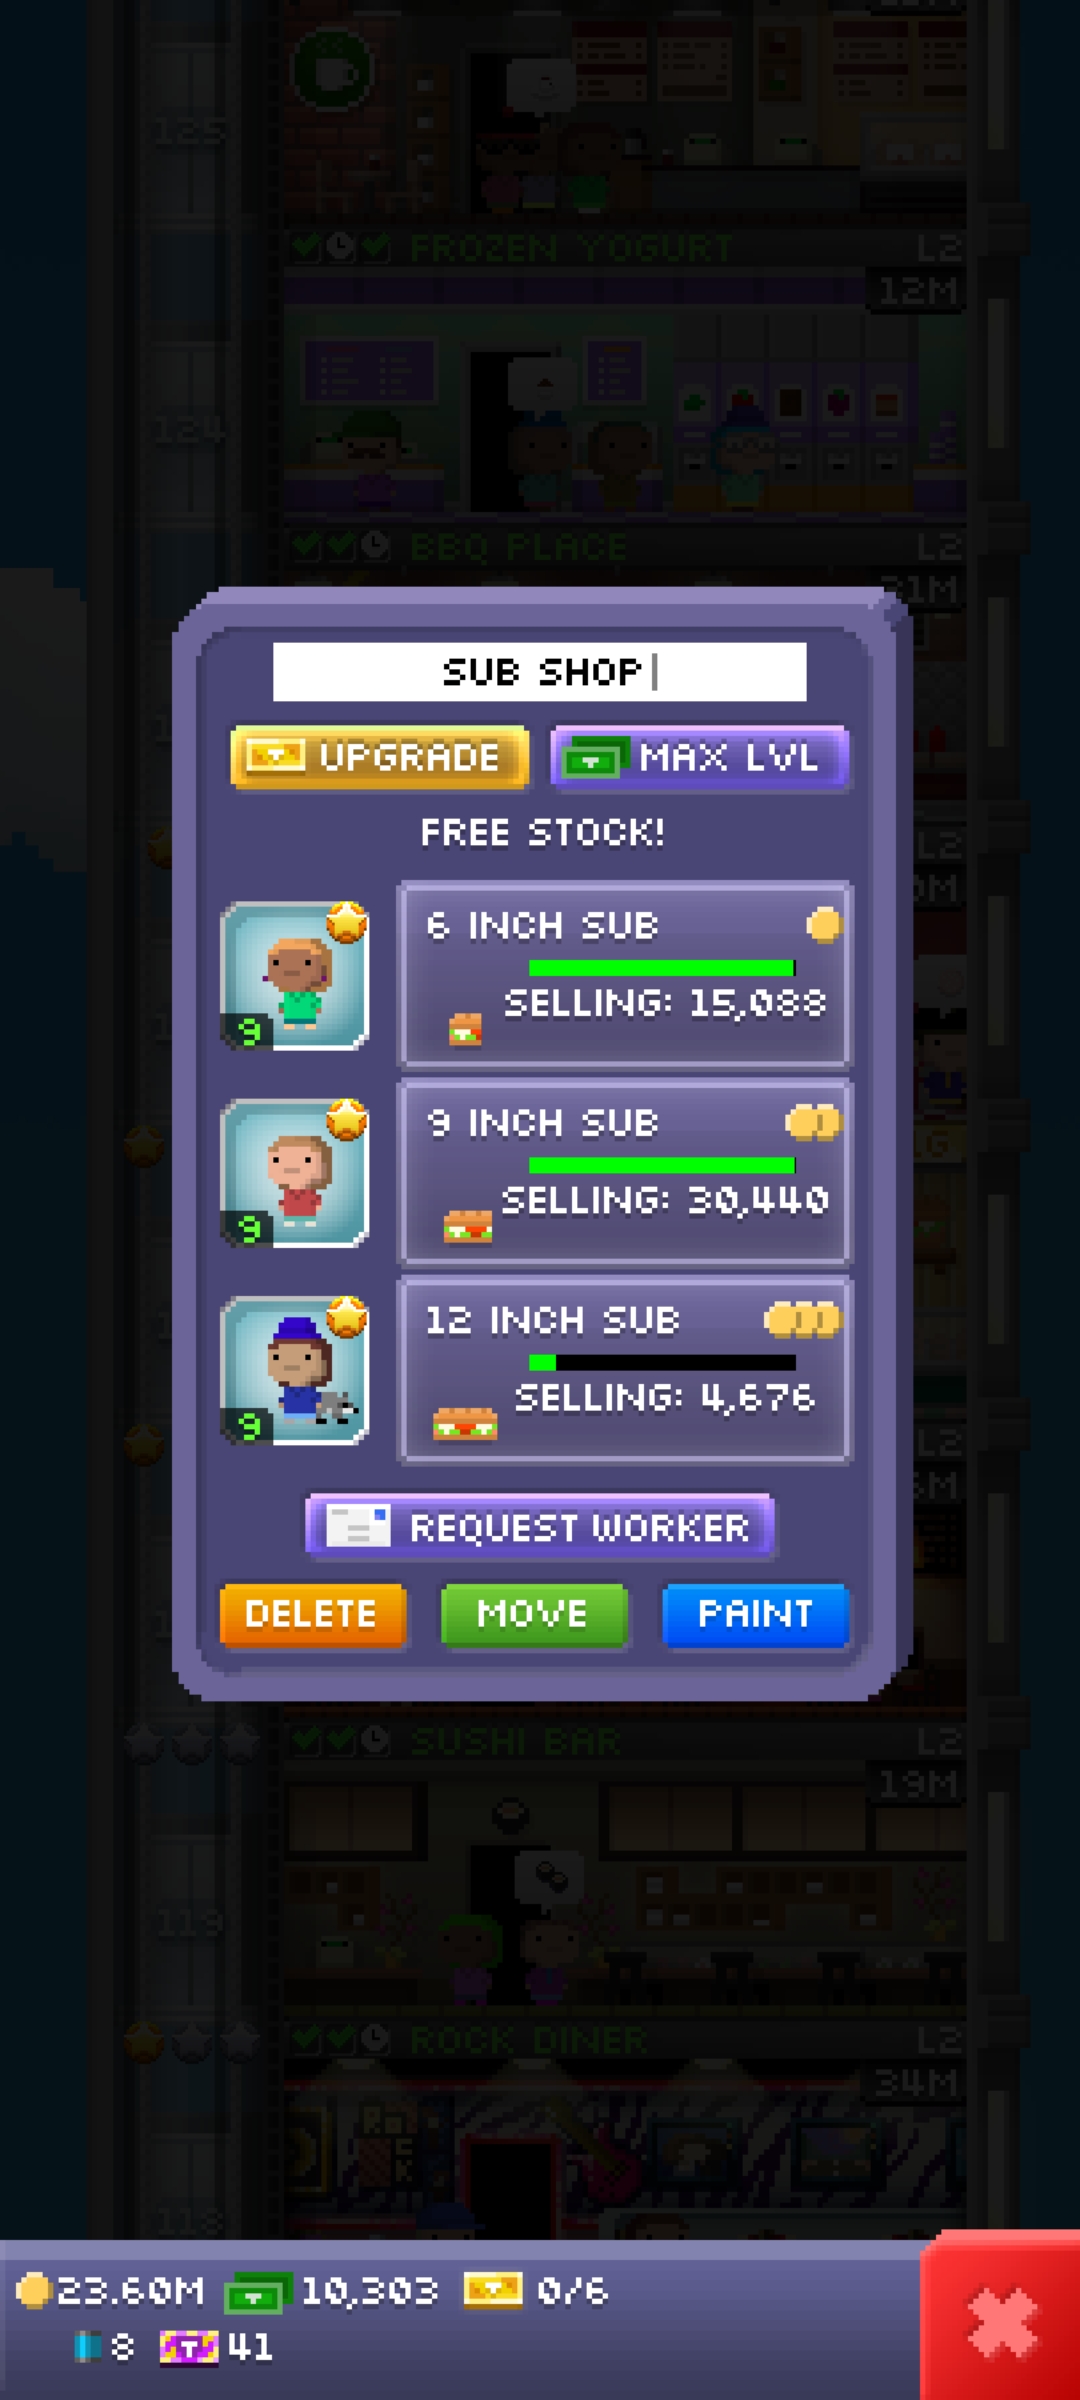 125
FROZEN YOGURT L2
12M
124
BBQ PLACE L2
31M
SUB SHOP
UPGRADE MAX LVL
FREE STOCK!
L2
6 INCH SUB
SELLING: 15,088
9
9 INCH SUB
SELLING: 30,440
9
12 INCH SUB
SELLING: 4,676
9
L2
REQUEST WORKER
DELETE MOVE PAINT
SUSHI BAR L2
19M
119
ROCK DINER L2
34M
118
23.60M 10,303 0/6
8 T 41